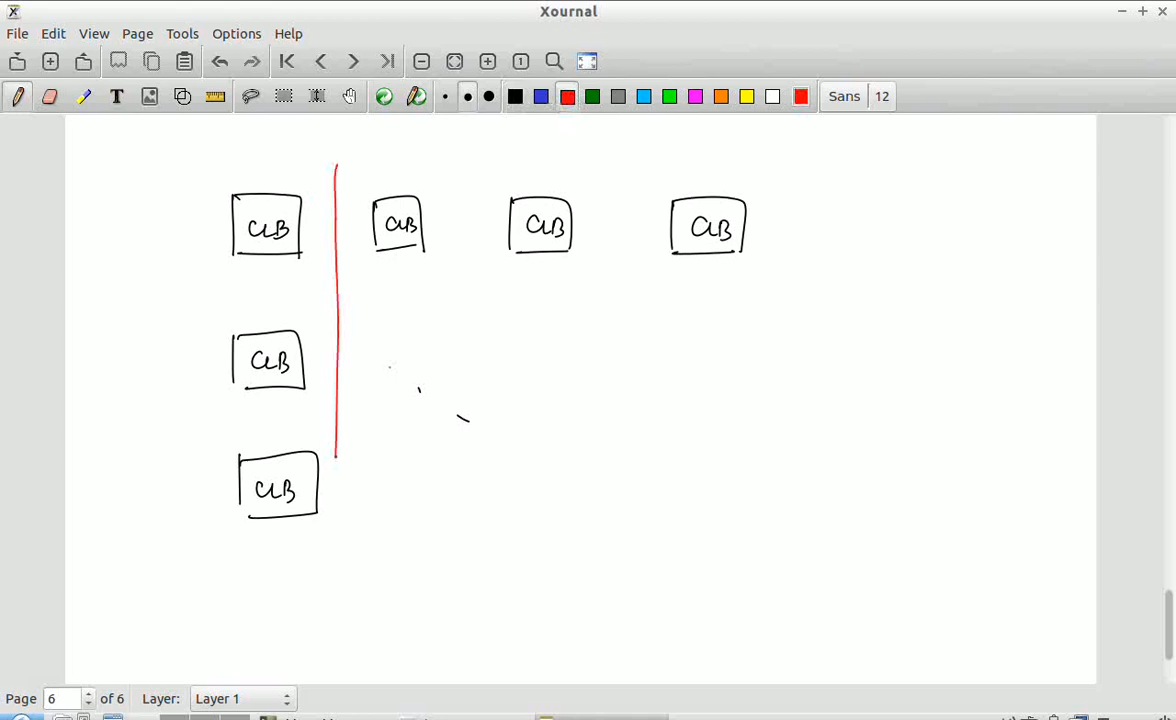 Xournal
File Edit View Page Tools Options Help
Sans 12
CLB CLB CLB CLB
CLB
CLB
Page 6 of 6 Layer: Layer 1